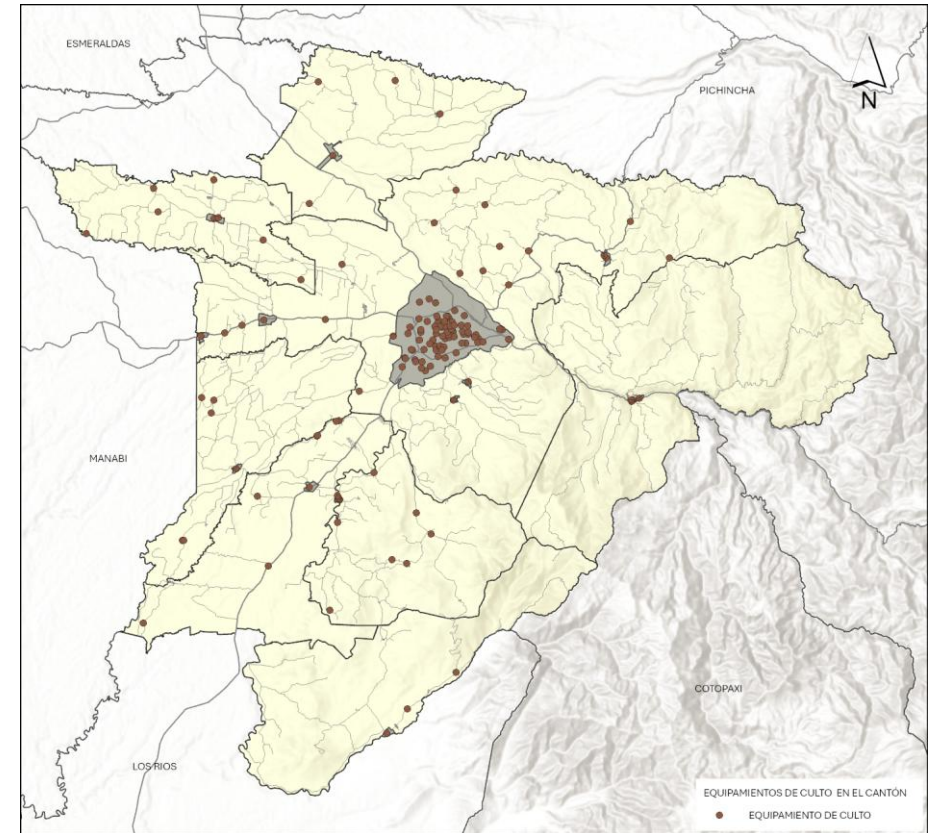 ESMERALDAS
PICHINCHA
N
MANABI
COTOPAXI
LOS RIOS
EQUIPAMIENTOS DE CULTO EN EL CANTÓN
EQUIPAMIENTO DE CULTO